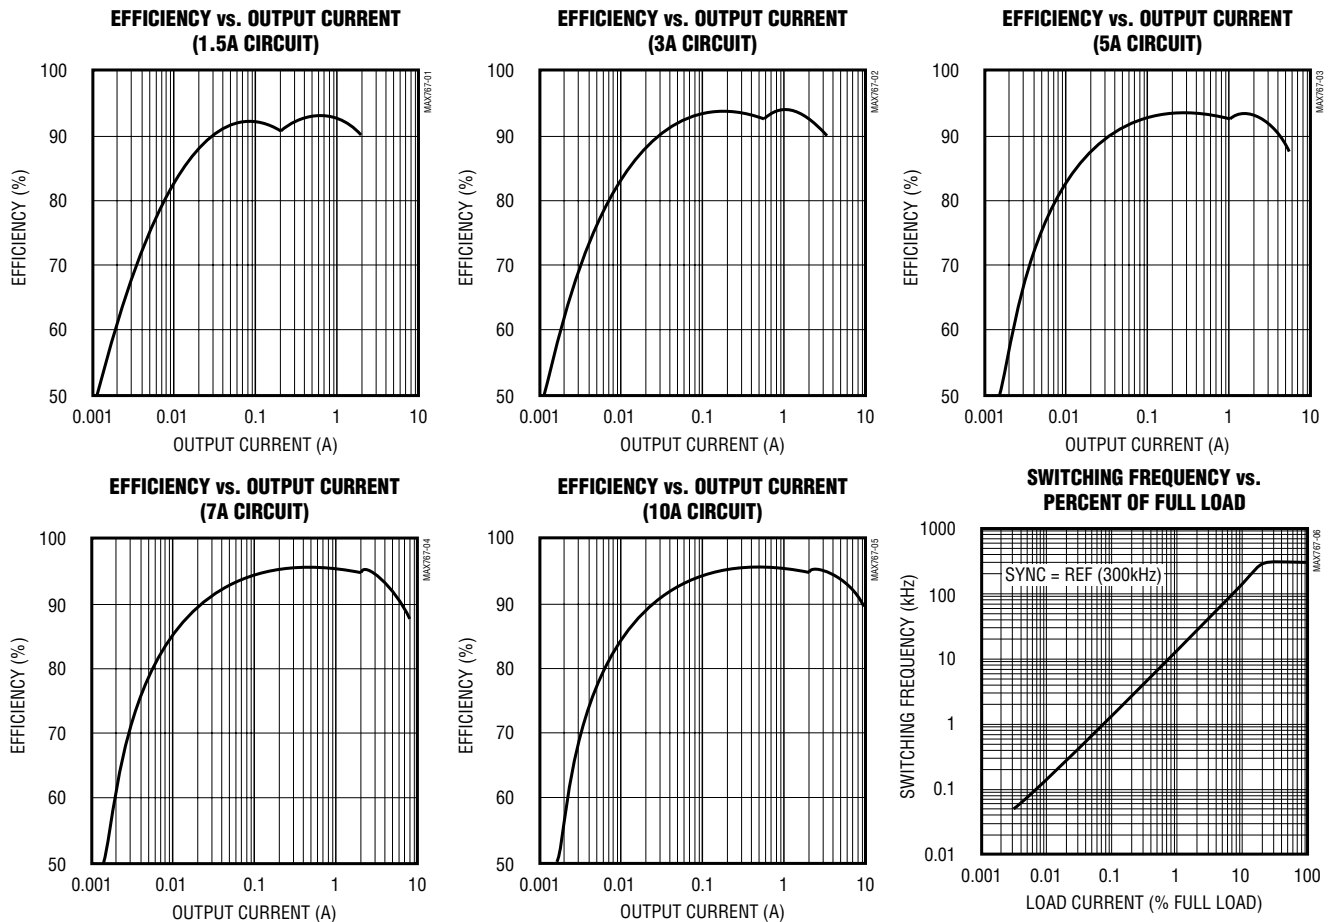 EFFICIENCY vs. OUTPUT CURRENT
(1.5A CIRCUIT)
100
90
80
70
60
50
EFFICIENCY (%)
0.001 0.01 0.1 1 10
OUTPUT CURRENT (A)
MAX767-01
EFFICIENCY vs. OUTPUT CURRENT
(3A CIRCUIT)
100
90
80
70
60
50
EFFICIENCY (%)
0.001 0.01 0.1 1 10
OUTPUT CURRENT (A)
MAX767-02
EFFICIENCY vs. OUTPUT CURRENT
(5A CIRCUIT)
100
90
80
70
60
50
EFFICIENCY (%)
0.001 0.01 0.1 1 10
OUTPUT CURRENT (A)
MAX767-03
EFFICIENCY vs. OUTPUT CURRENT
(7A CIRCUIT)
100
90
80
70
60
50
EFFICIENCY (%)
0.001 0.01 0.1 1 10
OUTPUT CURRENT (A)
MAX767-04
EFFICIENCY vs. OUTPUT CURRENT
(10A CIRCUIT)
100
90
80
70
60
50
EFFICIENCY (%)
0.001 0.01 0.1 1 10
OUTPUT CURRENT (A)
MAX767-05
SWITCHING FREQUENCY vs.
PERCENT OF FULL LOAD
1000
100
10
1
0.1
0.01
SWITCHING FREQUENCY (kHz)
SYNC = REF (300kHz)
0.001 0.01 0.1 1 10 100
LOAD CURRENT (% FULL LOAD)
MAX767-06